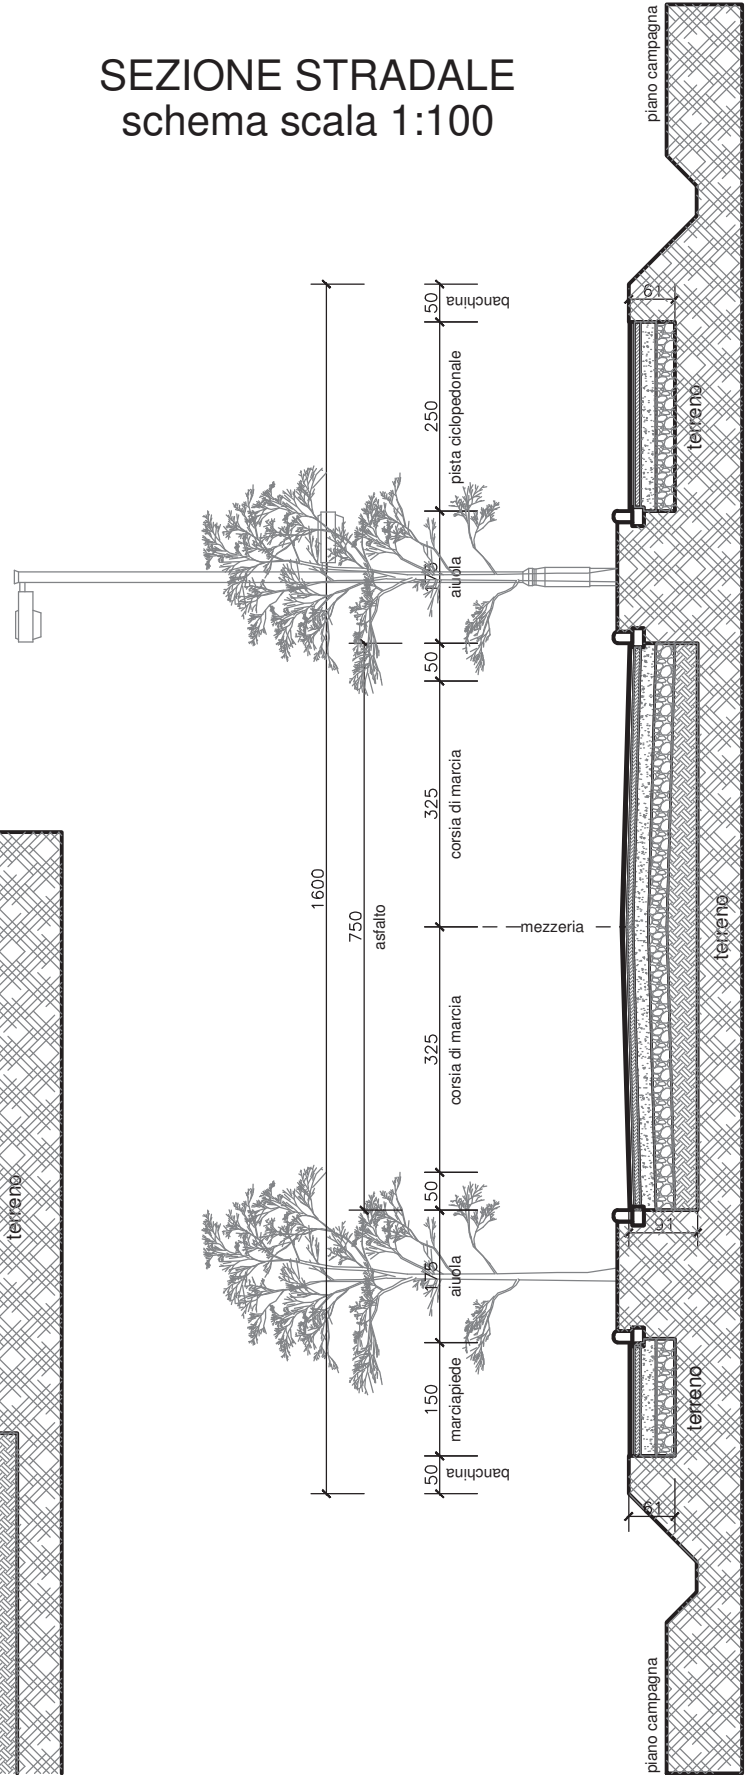 SEZIONE STRADALE
schema scala 1:100
piano campagna
61
50
banchina
250
pista ciclopedonale
terreno
175
aiuola
50
325
corsia di marcia
1600
750
asfalto
mezzeria
terreno
325
corsia di marcia
terreno
50
91
175
aiuola
150
marciapiede
terreno
50
banchina
61
piano campagna